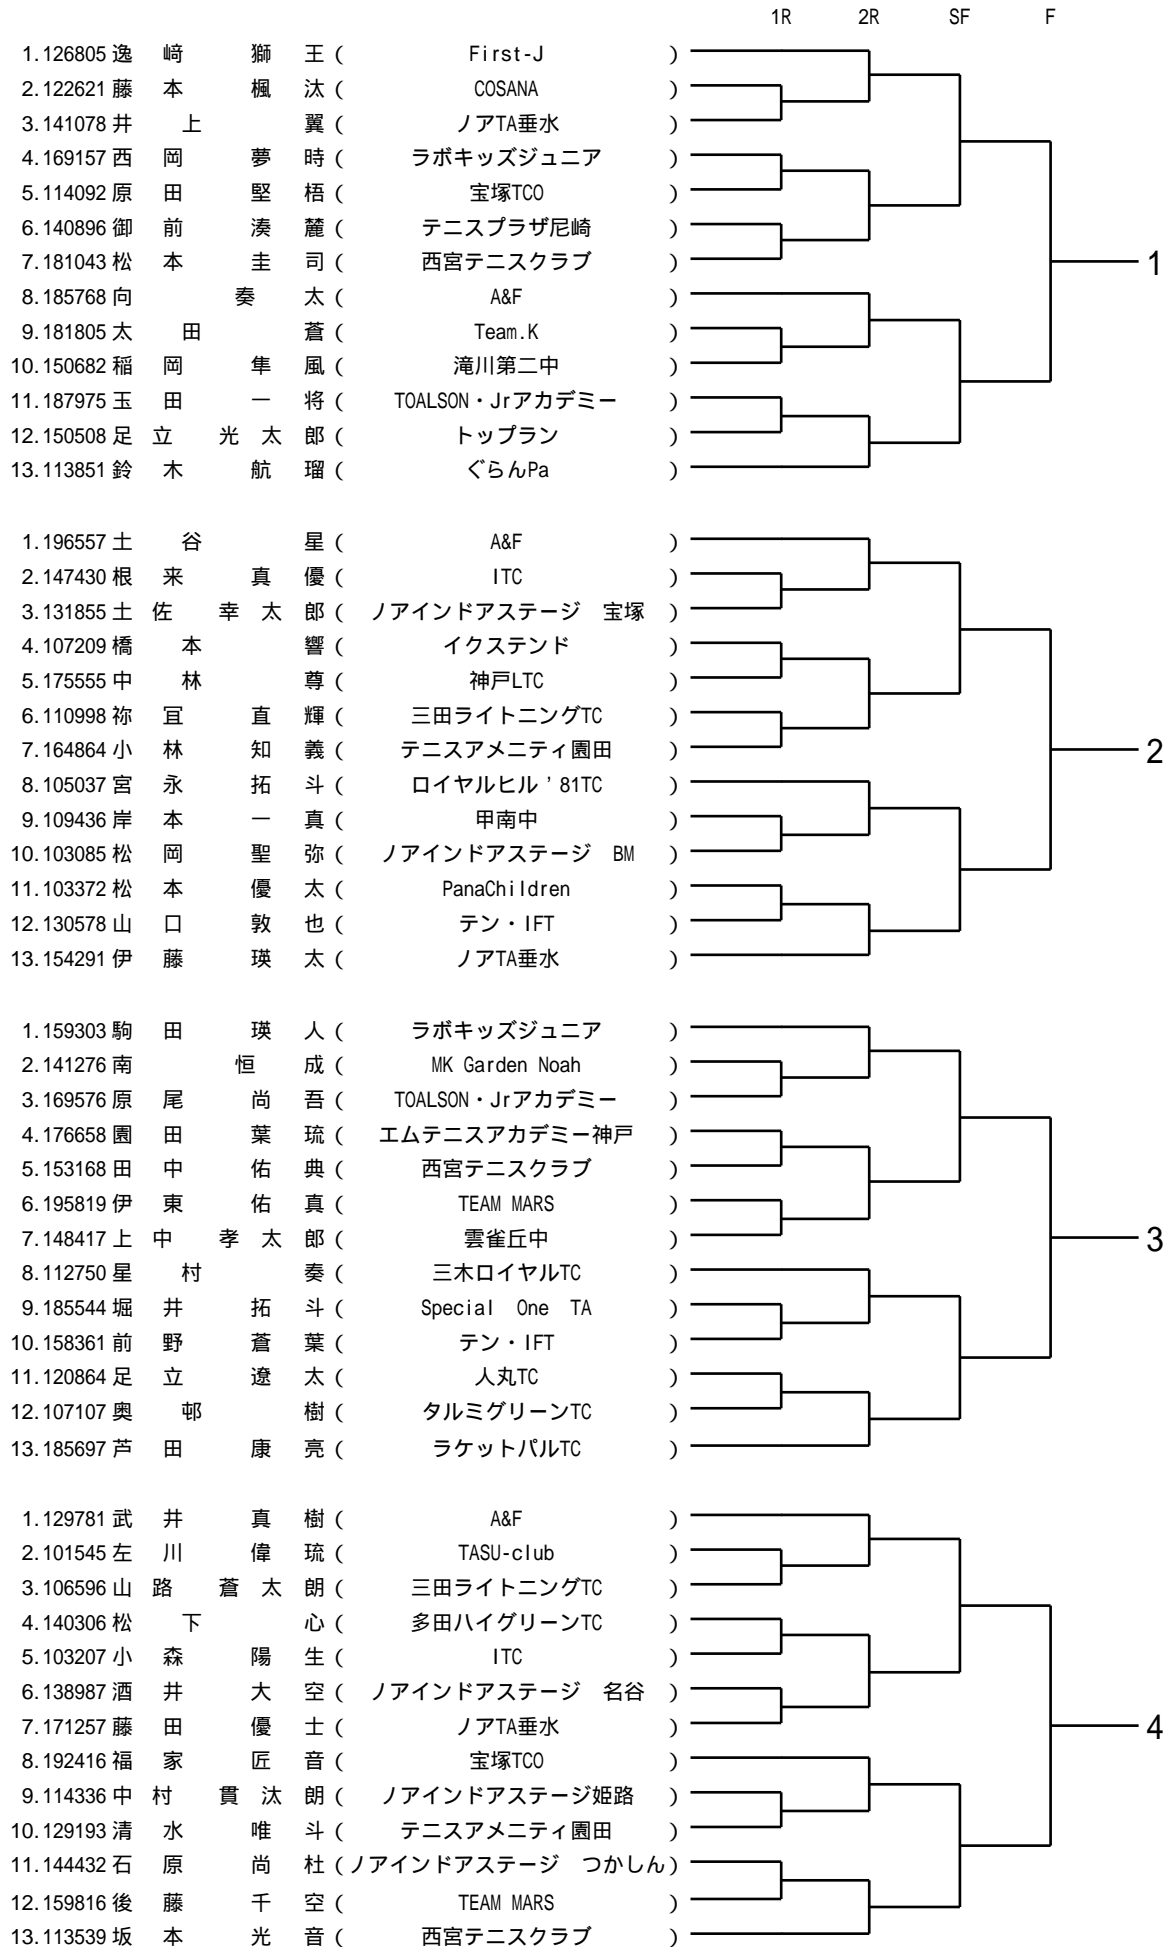 1R 2R SF F
1.126805 逸﨑 獅王 ( First-J )
2.122621 藤本 楓汰 ( COSANA )
3.141078 井上 翼 ( ノアTA垂水 )
4.169157 西岡 夢時 ( ラボキッズジュニア )
5.114092 原田 堅梧 ( 宝塚TCO )
6.140896 御前 湊麓 ( テニスプラザ尼崎 )
7.181043 松本 圭司 ( 西宮テニスクラブ )
1
8.185768 向 奏太 ( A&F )
9.181805 太田 蒼 ( Team.K )
10.150682 稲岡 隼風 ( 滝川第二中 )
11.187975 玉田 一将 ( TOALSON・Jrアカデミー )
12.150508 足立 光太郎 ( トップラン )
13.113851 鈴木 航瑠 ( ぐらんPa )
1.196557 土谷 星 ( A&F )
2.147430 根来 真優 ( ITC )
3.131855 土佐 幸太郎 ( ノアインドアステージ 宝塚 )
4.107209 橋本 響 ( イクステンド )
5.175555 中林 尊 ( 神戸LTC )
6.110998 祢冝 直輝 ( 三田ライトニングTC )
7.164864 小林 知義 ( テニスアメニティ園田 )
2
8.105037 宮永 拓斗 ( ロイヤルヒル'81TC )
9.109436 岸本 一真 ( 甲南中 )
10.103085 松岡 聖弥 ( ノアインドアステージ BM )
11.103372 松本 優太 ( PanaChildren )
12.130578 山口 敦也 ( テン・IFT )
13.154291 伊藤 瑛太 ( ノアTA垂水 )
1.159303 駒田 瑛人 ( ラボキッズジュニア )
2.141276 南 恒成 ( MK Garden Noah )
3.169576 原尾 尚吾 ( TOALSON・Jrアカデミー )
4.176658 園田 葉琉 ( エムテニスアカデミー神戸 )
5.153168 田中 佑典 ( 西宮テニスクラブ )
6.195819 伊東 佑真 ( TEAM MARS )
7.148417 上中 孝太郎 ( 雲雀丘中 )
3
8.112750 星村 奏 ( 三木ロイヤルTC )
9.185544 堀井 拓斗 ( Special One TA )
10.158361 前野 蒼葉 ( テン・IFT )
11.120864 足立 遼太 ( 人丸TC )
12.107107 奥邨 樹 ( タルミグリーンTC )
13.185697 芦田 康亮 ( ラケットパルTC )
1.129781 武井 真樹 ( A&F )
2.101545 左川 偉琉 ( TASU-club )
3.106596 山路 蒼太朗 ( 三田ライトニングTC )
4.140306 松下 心 ( 多田ハイグリーンTC )
5.103207 小森 陽生 ( ITC )
6.138987 酒井 大空 ( ノアインドアステージ 名谷 )
7.171257 藤田 優士 ( ノアTA垂水 )
4
8.192416 福家 匠音 ( 宝塚TCO )
9.114336 中村 貫汰朗 ( ノアインドアステージ姫路 )
10.129193 清水 唯斗 ( テニスアメニティ園田 )
11.144432 石原 尚杜 ( ノアインドアステージ つかしん )
12.159816 後藤 千空 ( TEAM MARS )
13.113539 坂本 光音 ( 西宮テニスクラブ )